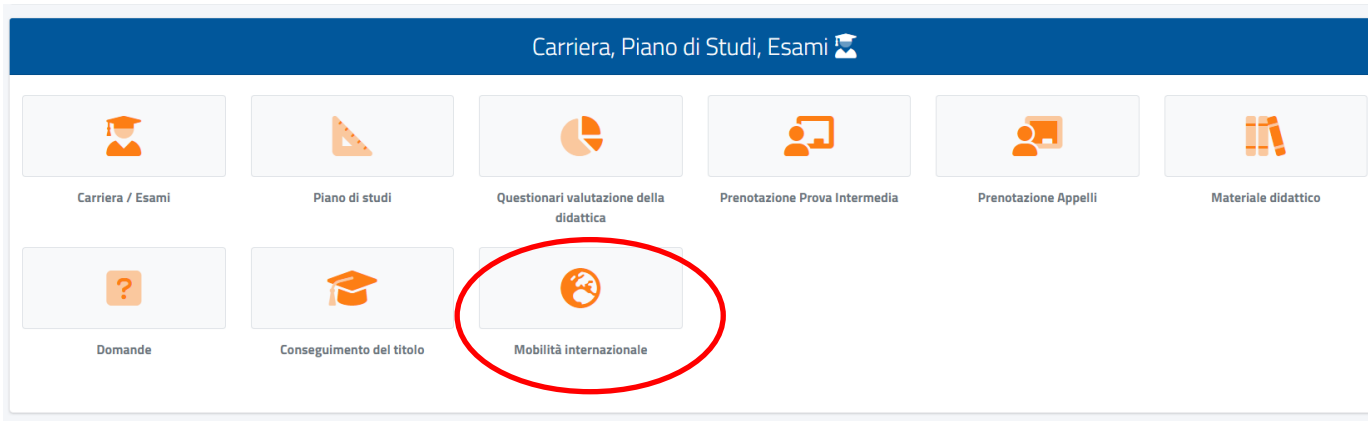 Carriera, Piano di Studi, Esami
Carriera / Esami
Piano di studi
Questionari valutazione della
didattica
Prenotazione Prova Intermedia
Prenotazione Appelli
Materiale didattico
?
Domande
Conseguimento del titolo
Mobilità internazionale